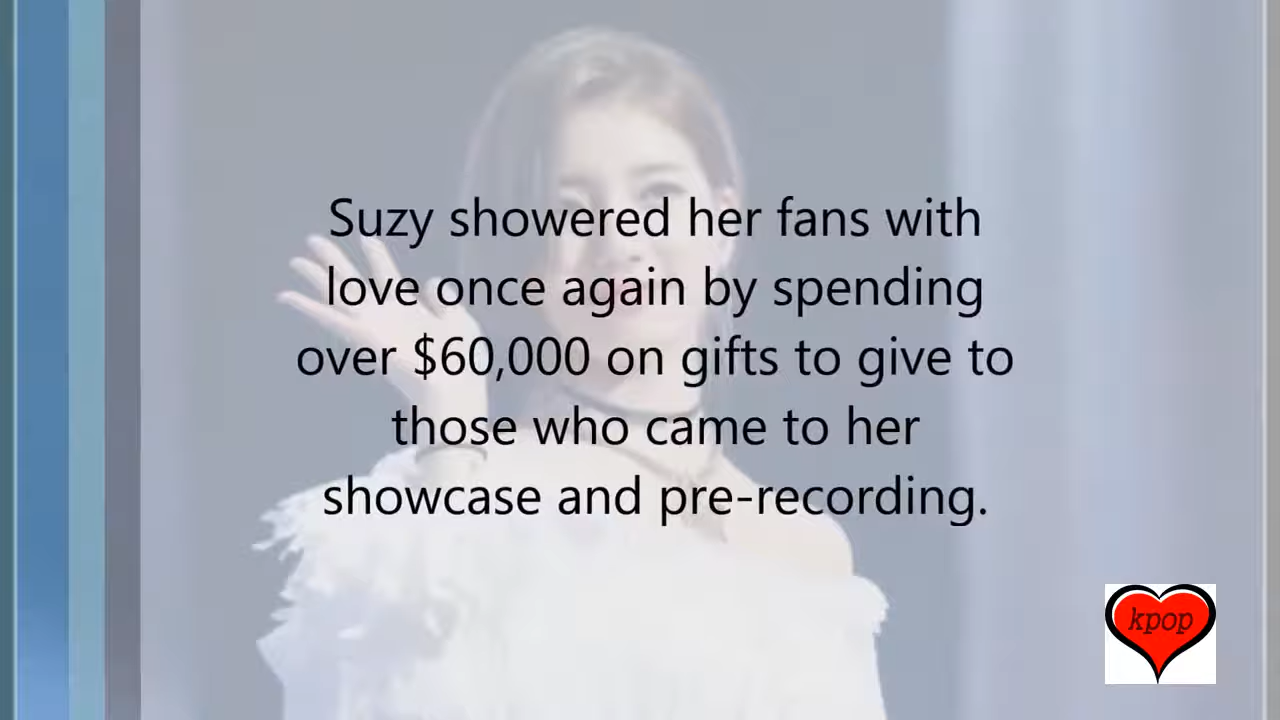 Suzy showered her fans with
love once again by spending
over $60,000 on gifts to give to
those who came to her
showcase and pre-recording.
kpop